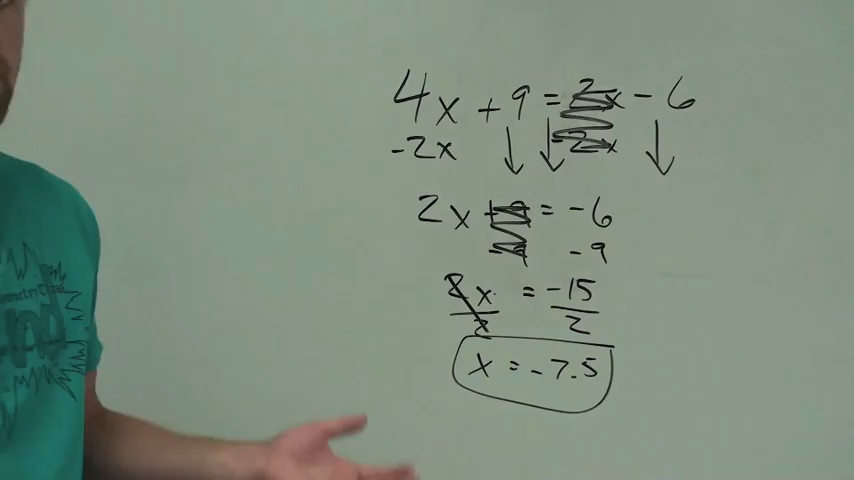 4x + 9 = 2x - 6
-2x -2x
2x + 9 = -6
-9 -9
2x = -15
2 2
x = -7.5